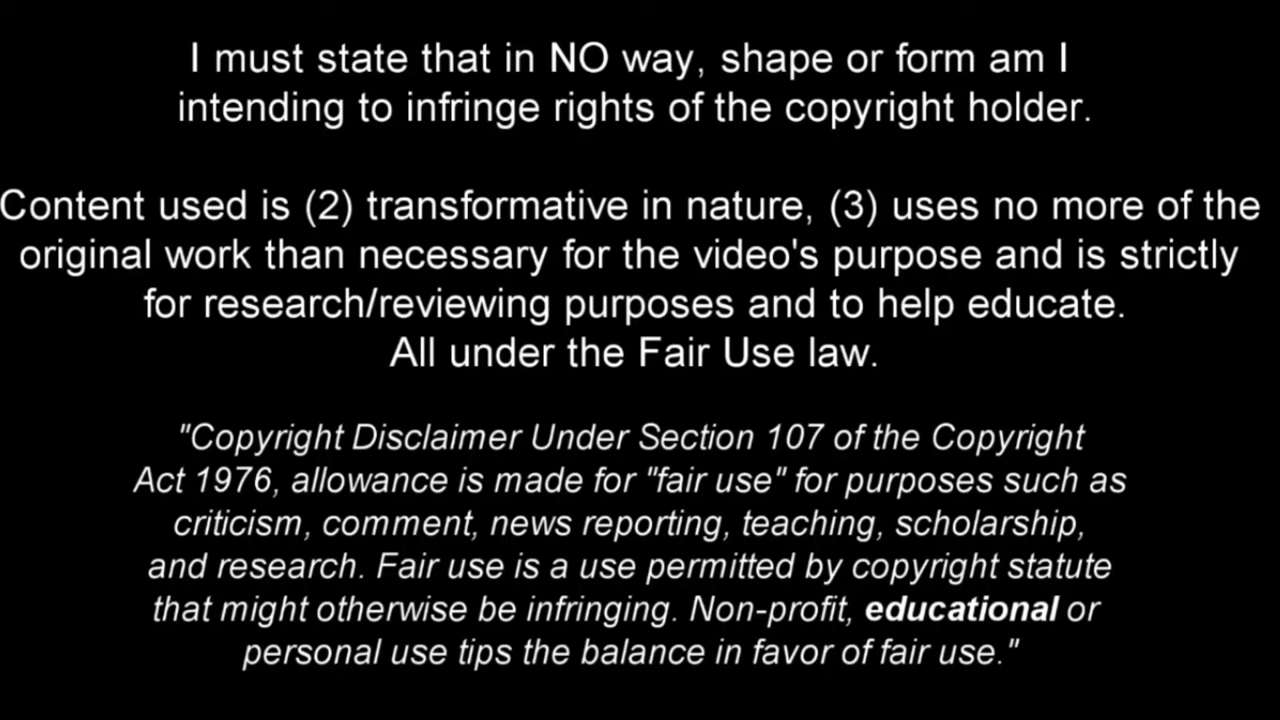 I must state that in NO way, shape or form am I
intending to infringe rights of the copyright holder.
Content used is (2) transformative in nature, (3) uses no more of the
original work than necessary for the video's purpose and is strictly
for research/reviewing purposes and to help educate.
All under the Fair Use law.
"Copyright Disclaimer Under Section 107 of the Copyright
Act 1976, allowance is made for "fair use" for purposes such as
criticism, comment, news reporting, teaching, scholarship,
and research. Fair use is a use permitted by copyright statute
that might otherwise be infringing. Non-profit, educational or
personal use tips the balance in favor of fair use."